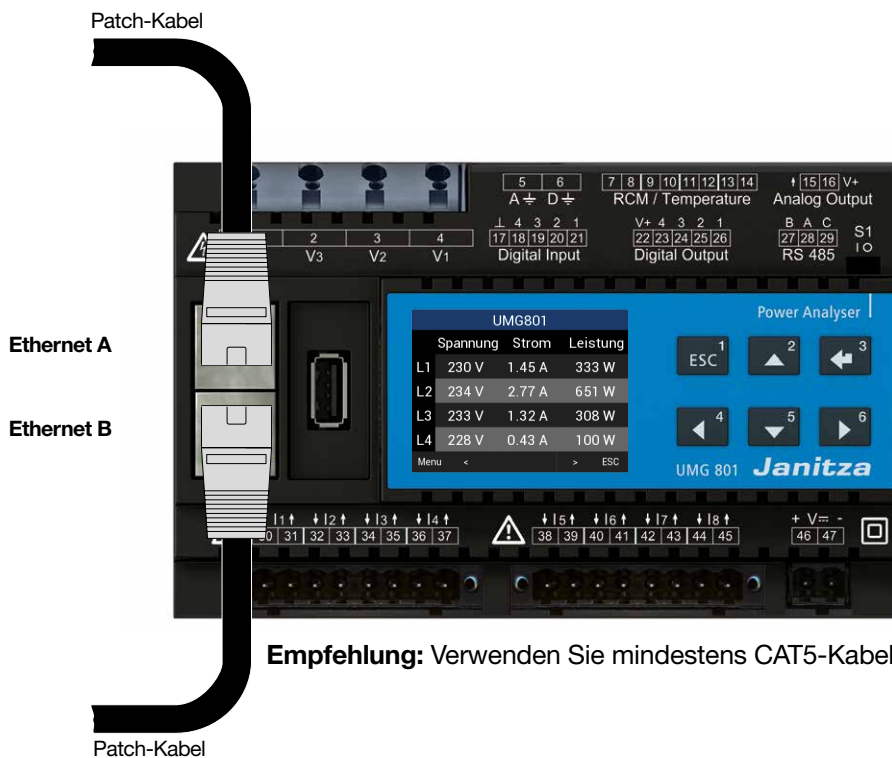 Patch-Kabel
5 6
A D
7 8 9 10 11 12 13 14
RCM / Temperature
15 16 V+
Analog Output
⊥ 4 3 2 1
17 18 19 20 21
Digital Input
V+ 4 3 2 1
22 23 24 25 26
Digital Output
B A C
27 28 29
RS 485
S1
I O
2 3 4
V3 V2 V1
Ethernet A
Ethernet B
UMG801
Spannung Strom Leistung
L1 230 V 1.45 A 333 W
L2 234 V 2.77 A 651 W
L3 233 V 1.32 A 308 W
L4 228 V 0.43 A 100 W
Menu < > ESC
Power Analyser
ESC 1 2 3
4 5 6
UMG 801 Janitza
I1 I2 I3 I4
31 32 33 34 35 36 37
I5 I6 I7 I8
38 39 40 41 42 43 44 45
+ V -
46 47
Empfehlung: Verwenden Sie mindestens CAT5-Kabel
Patch-Kabel